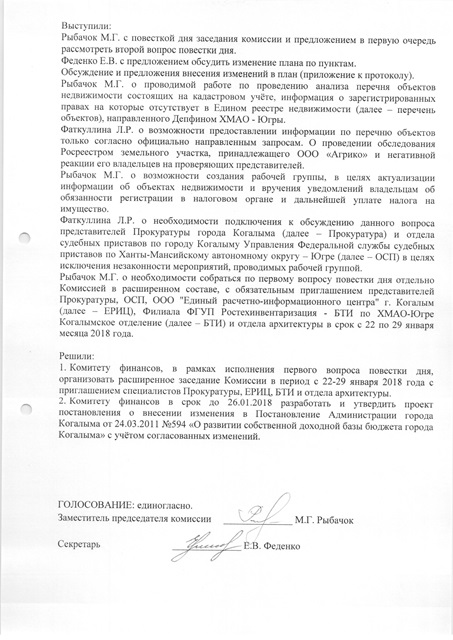 Выступили:
Рыбачок М.Г. с повесткой дня заседания комиссии и предложением в первую очередь
рассмотреть второй вопрос повестки дня.
Феденко Е.В. с предложением обсудить изменение плана по пунктам.
Обсуждение и предложения внесения изменений в план (приложение к протоколу).
Рыбачок М.Г. о проводимой работе по проведению анализа перечня объектов
недвижимости состоящих на кадастровом учёте, информация о зарегистрированных
правах на которые отсутствует в Едином реестре недвижимости (далее – перечень
объектов), направленного Депфином ХМАО - Югры.
Фаткуллина Л.Р. о возможности предоставлении информации по перечню объектов
только согласно официально направленным запросам. О проведении обследования
Росреестром земельного участка, принадлежащего ООО «Агрико» и негативной
реакции его владельцев на проверяющих представителей.
Рыбачок М.Г. о возможности создания рабочей группы, в целях актуализации
информации об объектах недвижимости и вручения уведомлений владельцам об
обязанности регистрации в налоговом органе и дальнейшей уплате налога на
имущество.
Фаткуллина Л.Р. о необходимости подключения к обсуждению данного вопроса
представителей Прокуратуры города Когалыма (далее – Прокуратура) и отдела
судебных приставов по городу Когалыму Управления Федеральной службы судебных
приставов по Ханты-Мансийскому автономному округу – Югре (далее – ОСП) в целях
исключения незаконности мероприятий, проводимых рабочей группой.
Рыбачок М.Г. о необходимости собраться по первому вопросу повестки дня отдельно
Комиссией в расширенном составе, с обязательным приглашением представителей
Прокуратуры, ОСП, ООО "Единый расчетно-информационного центр" г. Когалым
(далее – ЕРИЦ), Филиала ФГУП Ростехинвентаризация - БТИ по ХМАО-Югре
Когалымское отделение (далее – БТИ) и отдела архитектуры в срок с 22 по 29 января
месяца 2018 года.
Решили:
1. Комитету финансов, в рамках исполнения первого вопроса повестки дня,
организовать расширенное заседание Комиссии в период с 22-29 января 2018 года с
приглашением специалистов Прокуратуры, ЕРИЦ, БТИ и отдела архитектуры.
2. Комитету финансов в срок до 26.01.2018 разработать и утвердить проект
постановления о внесении изменения в Постановление Администрации города
Когалыма от 24.03.2011 №594 «О развитии собственной доходной базы бюджета города
Когалыма» с учётом согласованных изменений.
ГОЛОСОВАНИЕ: единогласно.
Заместитель председателя комиссии М.Г. Рыбачок
Секретарь Е.В. Феденко